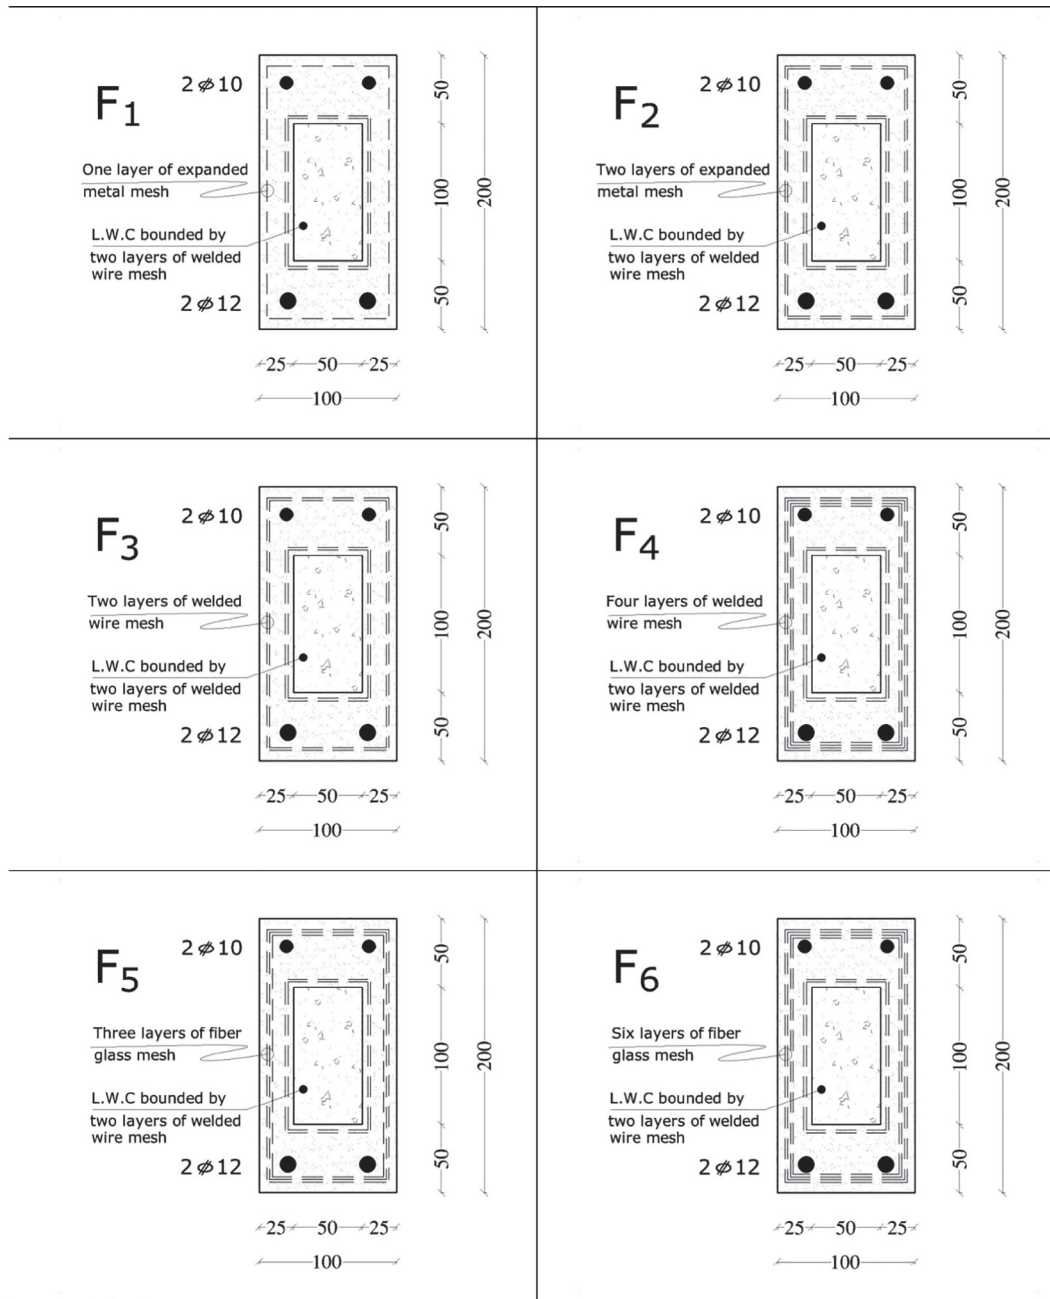 F1
2 ⌀ 10
One layer of expanded
metal mesh
L.W.C bounded by
two layers of welded
wire mesh
2 ⌀ 12
50
100
50
200
25 50 25
100
F2
2 ⌀ 10
Two layers of expanded
metal mesh
L.W.C bounded by
two layers of welded
wire mesh
2 ⌀ 12
50
100
50
200
25 50 25
100
F3
2 ⌀ 10
Two layers of welded
wire mesh
L.W.C bounded by
two layers of welded
wire mesh
2 ⌀ 12
50
100
50
200
25 50 25
100
F4
2 ⌀ 10
Four layers of welded
wire mesh
L.W.C bounded by
two layers of welded
wire mesh
2 ⌀ 12
50
100
50
200
25 50 25
100
F5
2 ⌀ 10
Three layers of fiber
glass mesh
L.W.C bounded by
two layers of welded
wire mesh
2 ⌀ 12
50
100
50
200
25 50 25
100
F6
2 ⌀ 10
Six layers of fiber
glass mesh
L.W.C bounded by
two layers of welded
wire mesh
2 ⌀ 12
50
100
50
200
25 50 25
100